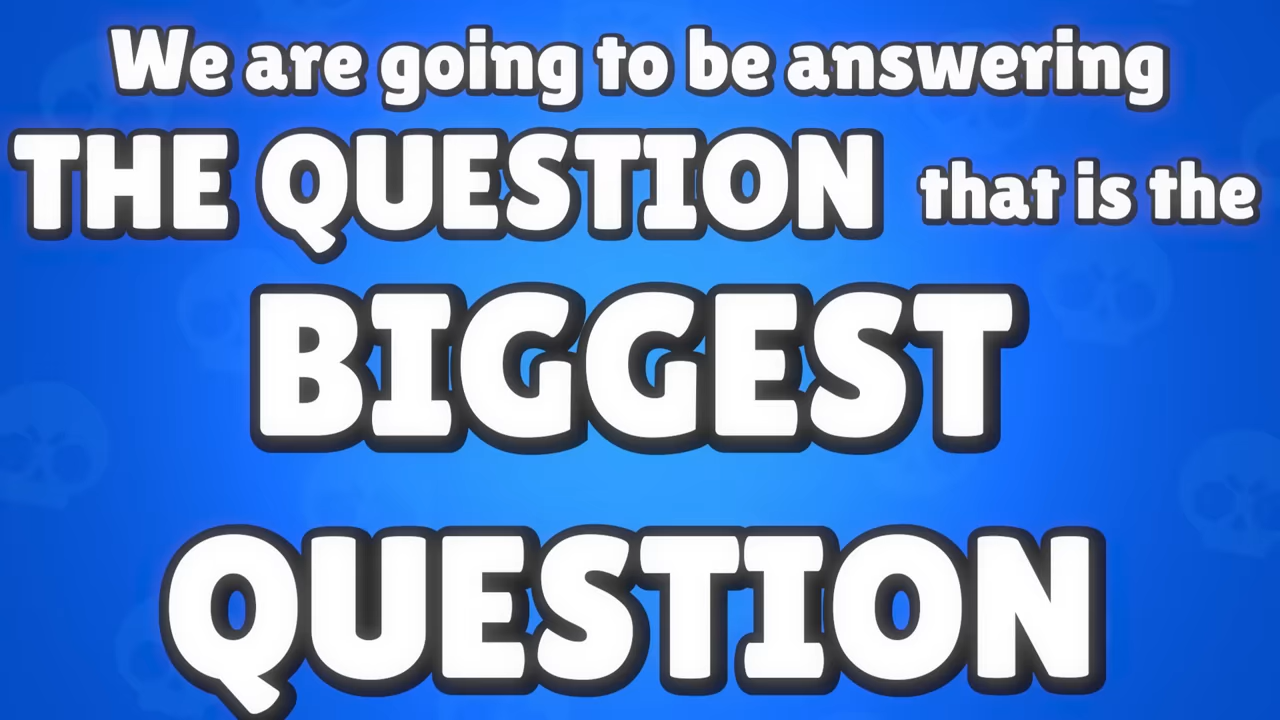 We are going to be answering
THE QUESTION that is the
BIGGEST
QUESTION